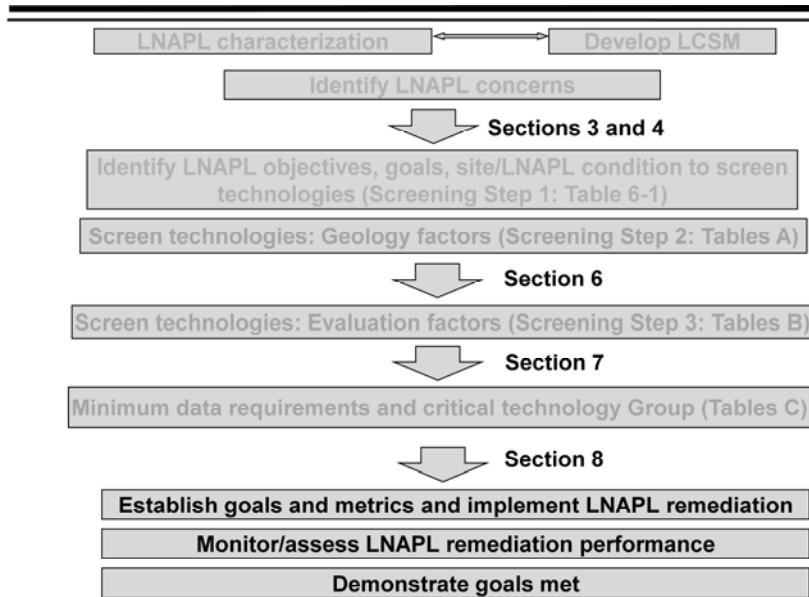 LNAPL characterization
Develop LCSM
Identify LNAPL concerns
Sections 3 and 4
Identify LNAPL objectives, goals, site/LNAPL condition to screen
technologies (Screening Step 1: Table 6-1)
Screen technologies: Geology factors (Screening Step 2: Tables A)
Section 6
Screen technologies: Evaluation factors (Screening Step 3: Tables B)
Section 7
Minimum data requirements and critical technology Group (Tables C)
Section 8
Establish goals and metrics and implement LNAPL remediation
Monitor/assess LNAPL remediation performance
Demonstrate goals met